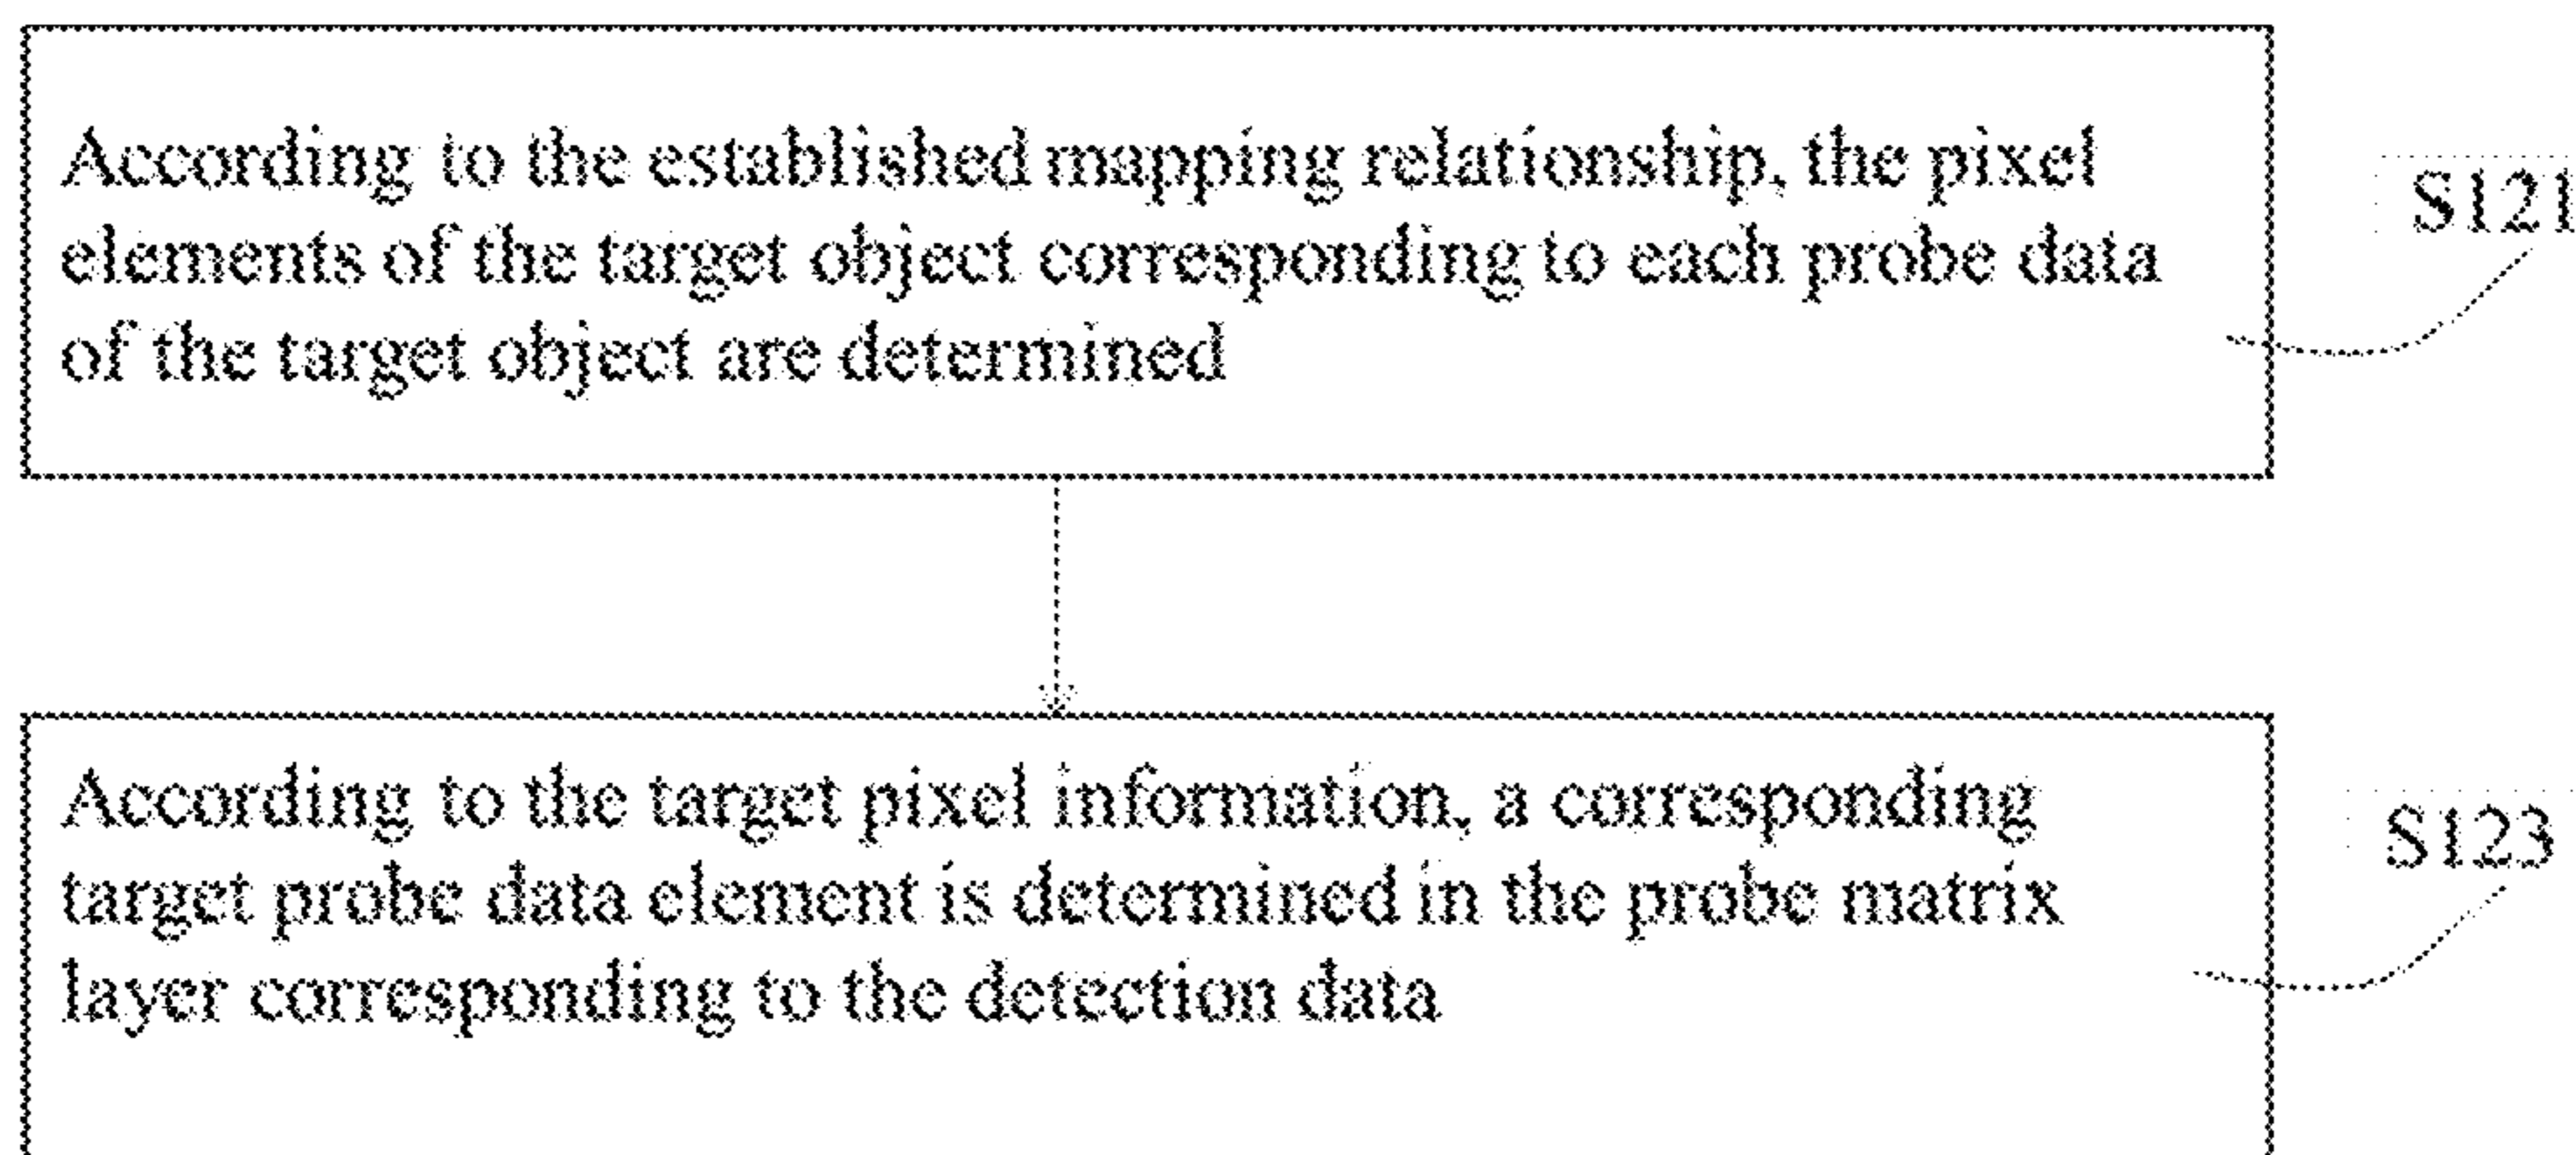 According to the established mapping relationship, the pixel
elements of the target object corresponding to each probe data
of the target object are determined
S121
According to the target pixel information, a corresponding
target probe data element is determined in the probe matrix
layer corresponding to the detection data
S123